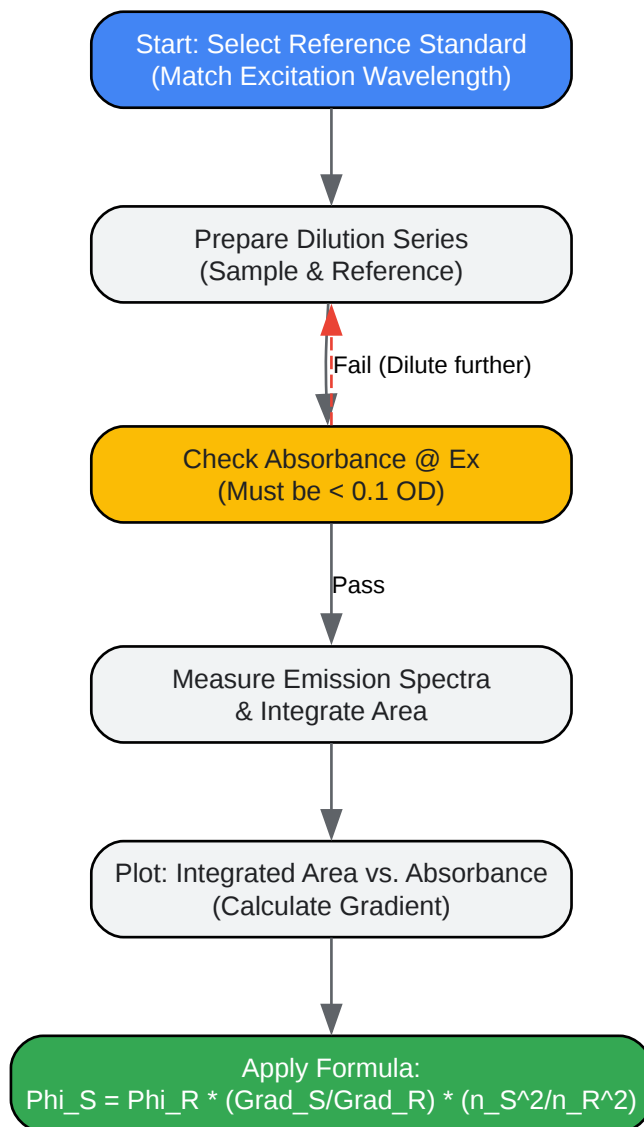 Start: Select Reference Standard
(Match Excitation Wavelength)
Prepare Dilution Series
(Sample & Reference)
Fail (Dilute further)
Check Absorbance @ Ex
(Must be < 0.1 OD)
Pass
Measure Emission Spectra
& Integrate Area
Plot: Integrated Area vs. Absorbance
(Calculate Gradient)
Apply Formula:
Phi_S = Phi_R * (Grad_S/Grad_R) * (n_S^2/n_R^2)